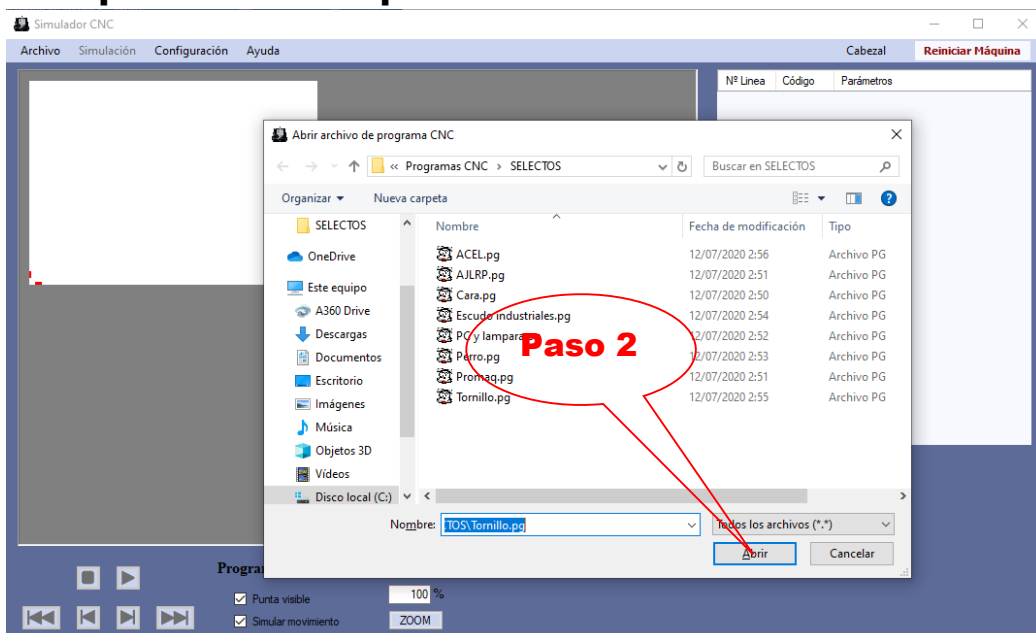 Simulador CNC
Archivo Simulación Configuración Ayuda Cabezal Reiniciar Máquina
Nº Linea Código Parámetros
Abrir archivo de programa CNC
« Programas CNC › SELECTOS Buscar en SELECTOS
Organizar Nueva carpeta
SELECTOS
OneDrive
Este equipo
A360 Drive
Descargas
Documentos
Escritorio
Imágenes
Música
Objetos 3D
Vídeos
Disco local (C:)
Nombre Fecha de modificación Tipo
ACEL.pg 12/07/2020 2:56 Archivo PG
AJLRP.pg 12/07/2020 2:51 Archivo PG
Cara.pg 12/07/2020 2:50 Archivo PG
Escudo industriales.pg 12/07/2020 2:54 Archivo PG
PC y lampara 12/07/2020 2:52 Archivo PG
Perro.pg 12/07/2020 2:53 Archivo PG
Promaq.pg 12/07/2020 2:51 Archivo PG
Tornillo.pg 12/07/2020 2:55 Archivo PG
Paso 2
Nombre: TOS\Tornillo.pg Todos los archivos (*.*)
Abrir Cancelar
Punta visible 100 %
Simular movimiento ZOOM